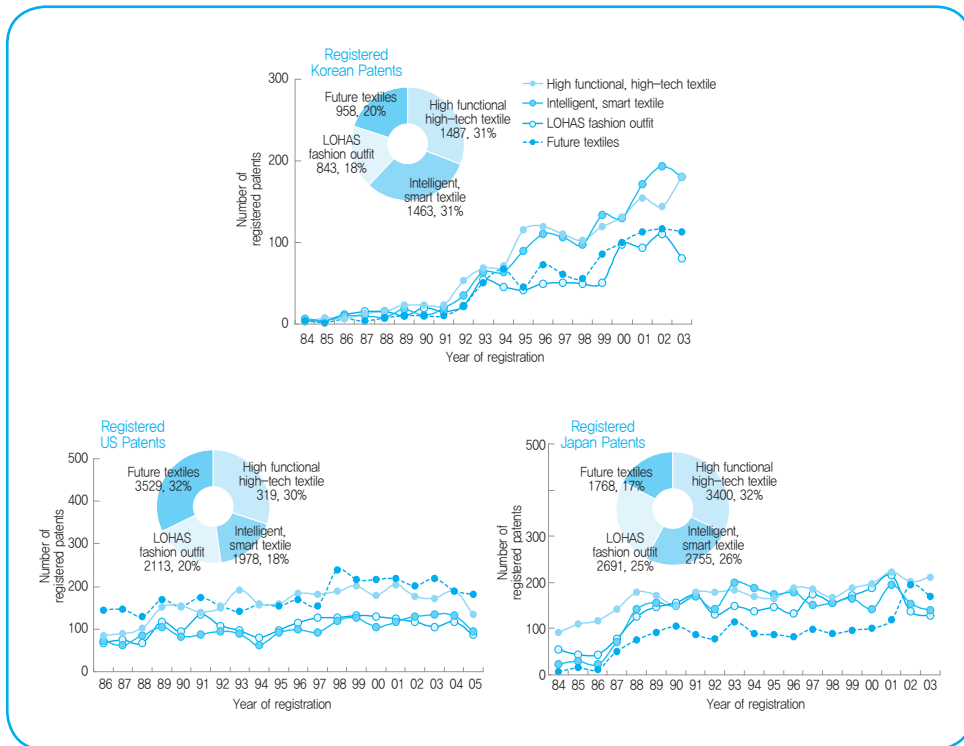 Registered
Korean Patents
Number of
registered patents
300
200
100
0
Future textiles
958, 20%
High functional
high-tech textile
1487, 31%
LOHAS
fashion outfit
843, 18%
Intelligent,
smart textile
1463, 31%
High functional, high-tech textile
Intelligent, smart textile
LOHAS fashion outfit
Future textiles
84 85 86 87 88 89 90 91 92 93 94 95 96 97 98 99 00 01 02 03
Year of registration
Registered
US Patents
Number of
registered patents
500
400
300
200
100
0
Future textiles
3529, 32%
High functional
high-tech textile
319, 30%
LOHAS
fashion outfit
2113, 20%
Intelligent,
smart textile
1978, 18%
86 87 88 89 90 91 92 93 94 95 96 97 98 99 00 01 02 03 04 05
Year of registration
Registered
Japan Patents
Number of
registered patents
500
400
300
200
100
0
Future textiles
1768, 17%
High functional
high-tech textile
3400, 32%
LOHAS
fashion outfit
2691, 25%
Intelligent,
smart textile
2755, 26%
84 85 86 87 88 89 90 91 92 93 94 95 96 97 98 99 00 01 02 03
Year of registration